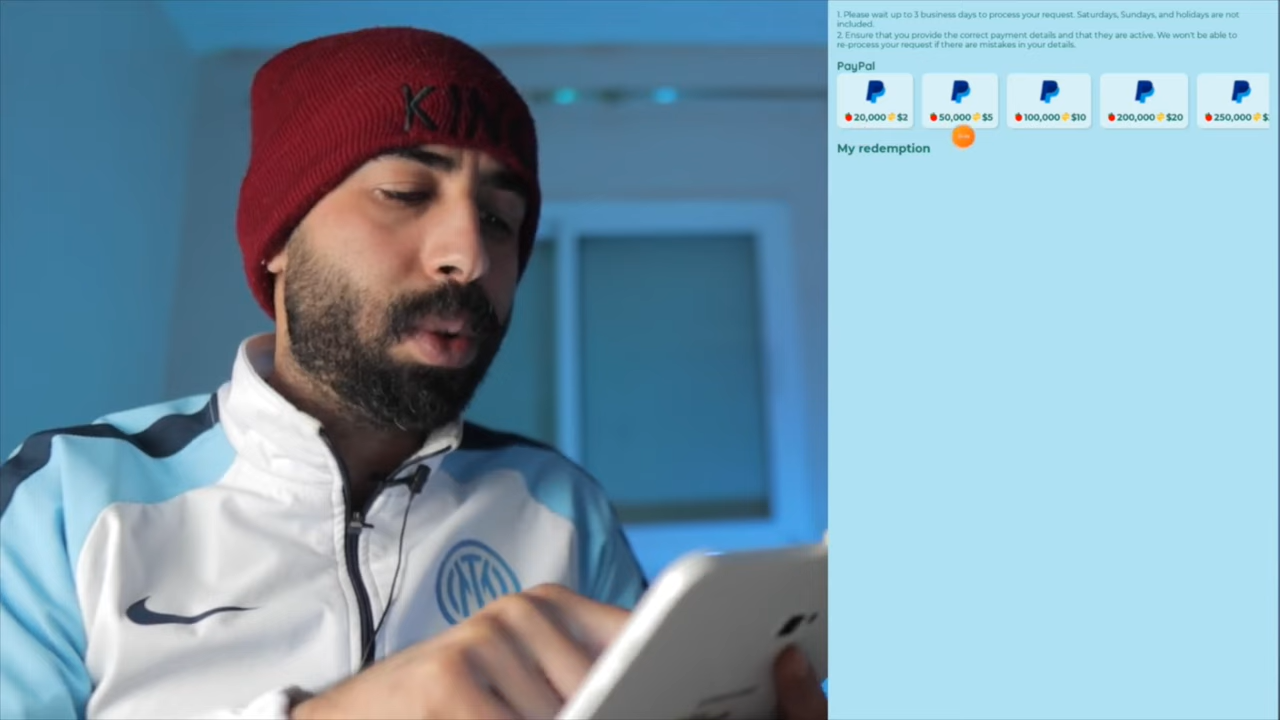 1. Please wait up to 3 business days to process your request. Saturdays, Sundays, and holidays are not
included.
2. Ensure that you provide the correct payment details and that they are active. We won't be able to
re-process your request if there are mistakes in your details.
PayPal
20,000 $2
50,000 $5
100,000 $10
200,000 $20
250,000
My redemption
KIN